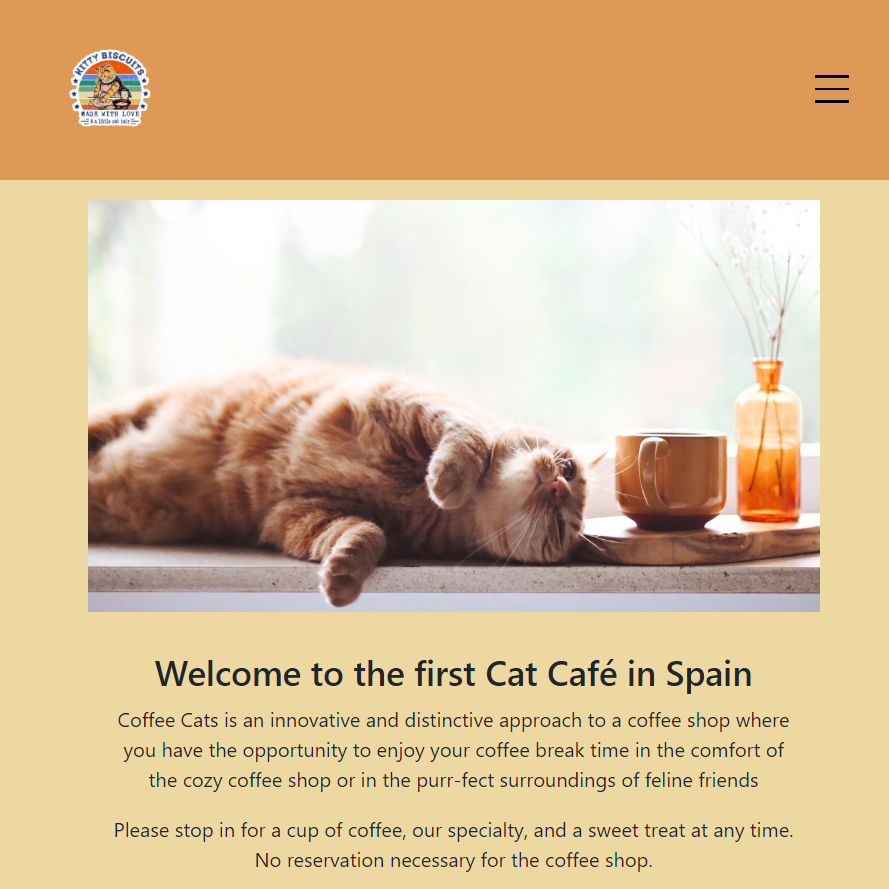 KITTY BISCUITS
MADE WITH LOVE
& a little cat hair
Welcome to the first Cat Café in Spain
Coffee Cats is an innovative and distinctive approach to a coffee shop where
you have the opportunity to enjoy your coffee break time in the comfort of
the cozy coffee shop or in the purr-fect surroundings of feline friends
Please stop in for a cup of coffee, our specialty, and a sweet treat at any time.
No reservation necessary for the coffee shop.